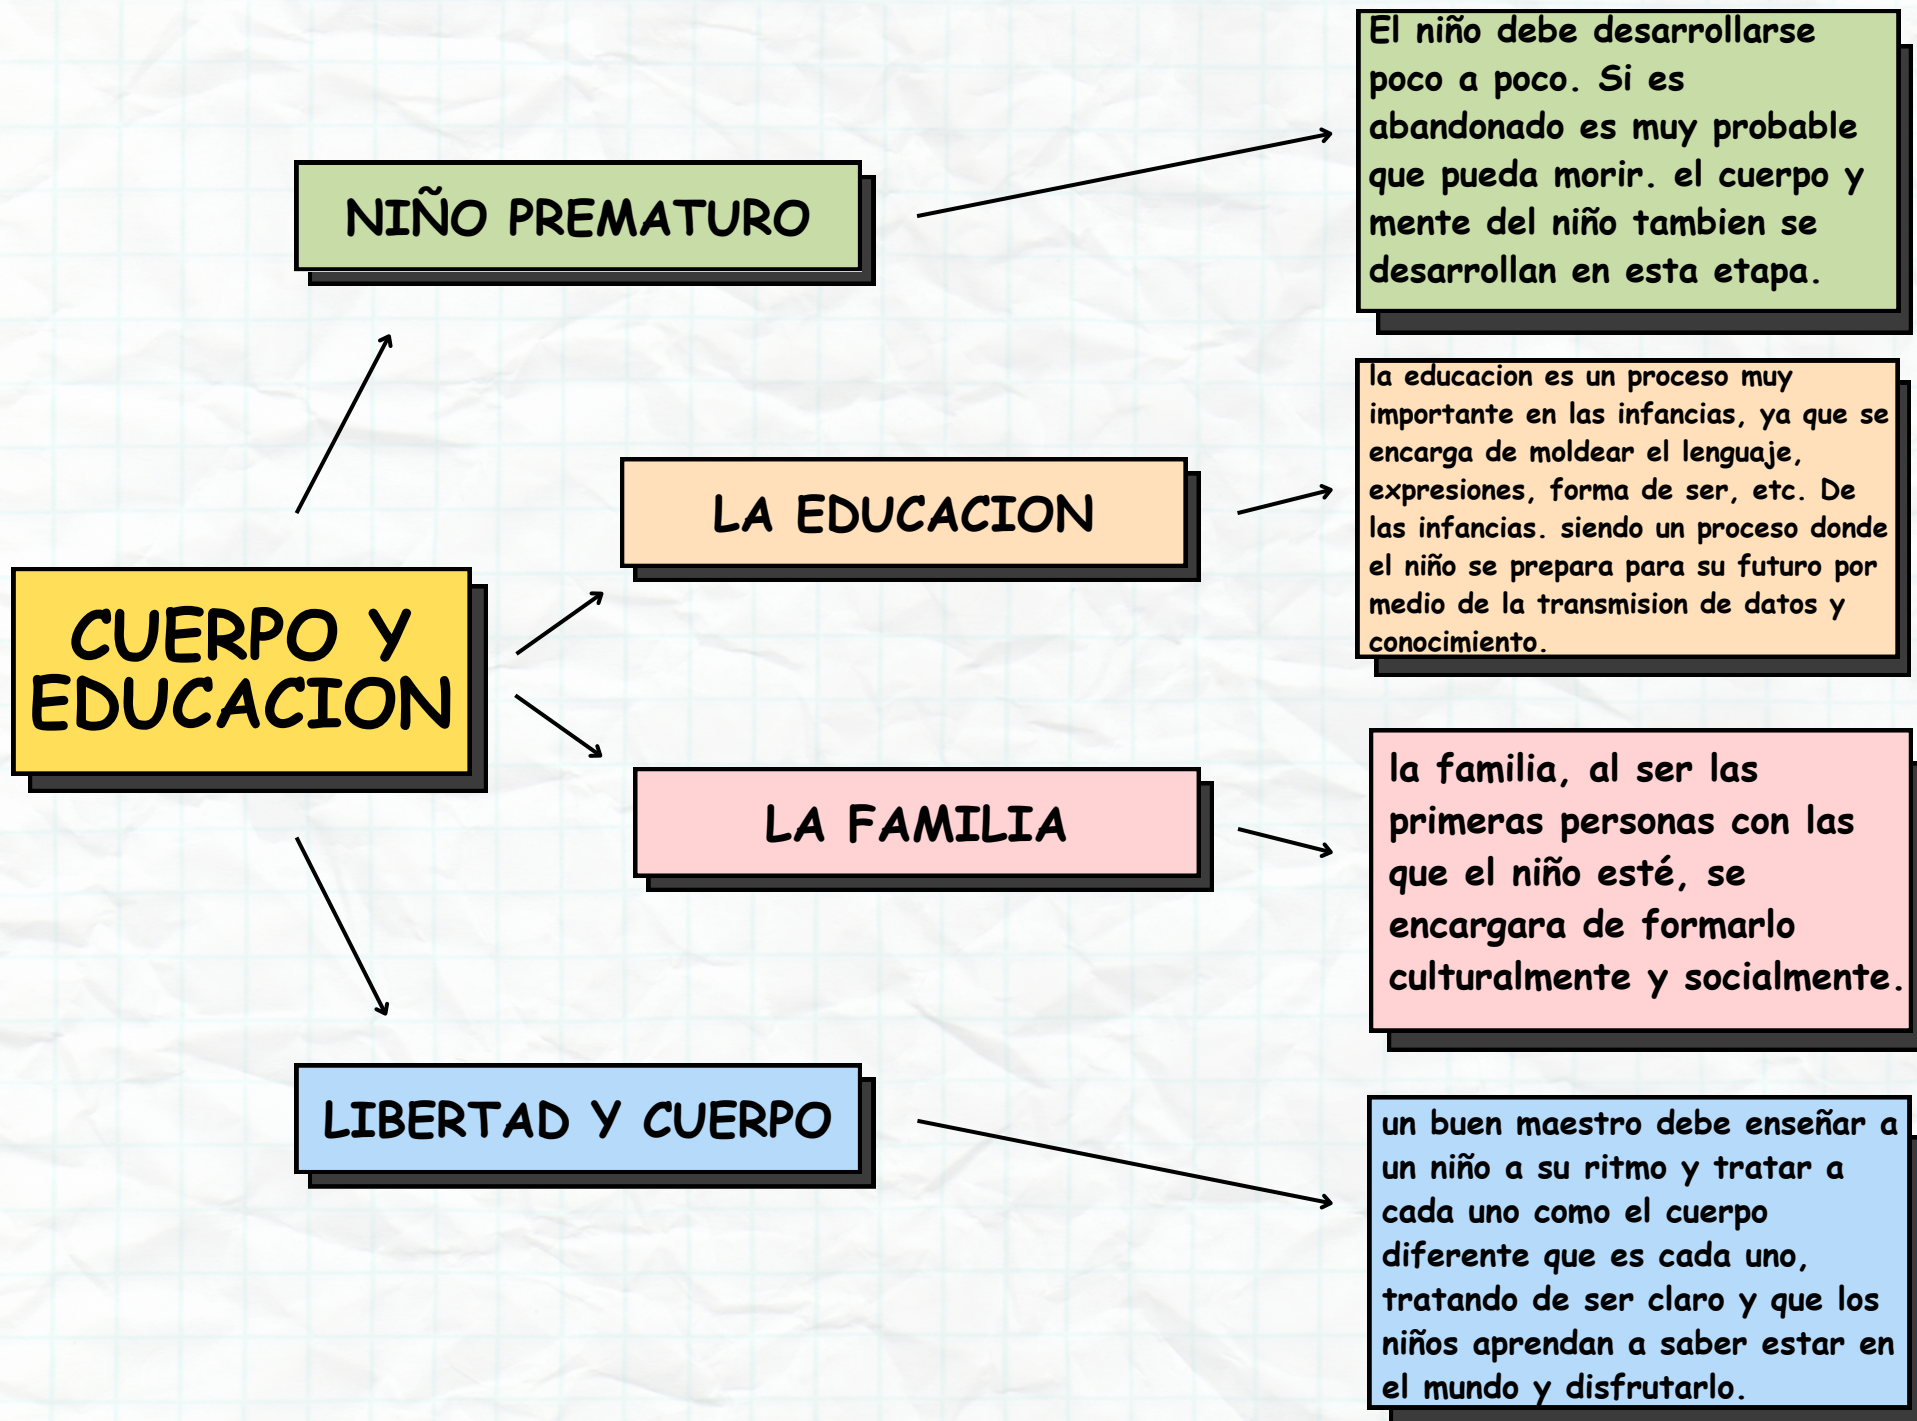 El niño debe desarrollarse
poco a poco. Si es
abandonado es muy probable
que pueda morir. el cuerpo y
mente del niño tambien se
desarrollan en esta etapa.
NIÑO PREMATURO
la educacion es un proceso muy
importante en las infancias, ya que se
encarga de moldear el lenguaje,
expresiones, forma de ser, etc. De
las infancias. siendo un proceso donde
el niño se prepara para su futuro por
medio de la transmision de datos y
conocimiento.
LA EDUCACION
CUERPO Y
EDUCACION
la familia, al ser las
primeras personas con las
que el niño esté, se
encargara de formarlo
culturalmente y socialmente.
LA FAMILIA
LIBERTAD Y CUERPO
un buen maestro debe enseñar a
un niño a su ritmo y tratar a
cada uno como el cuerpo
diferente que es cada uno,
tratando de ser claro y que los
niños aprendan a saber estar en
el mundo y disfrutarlo.